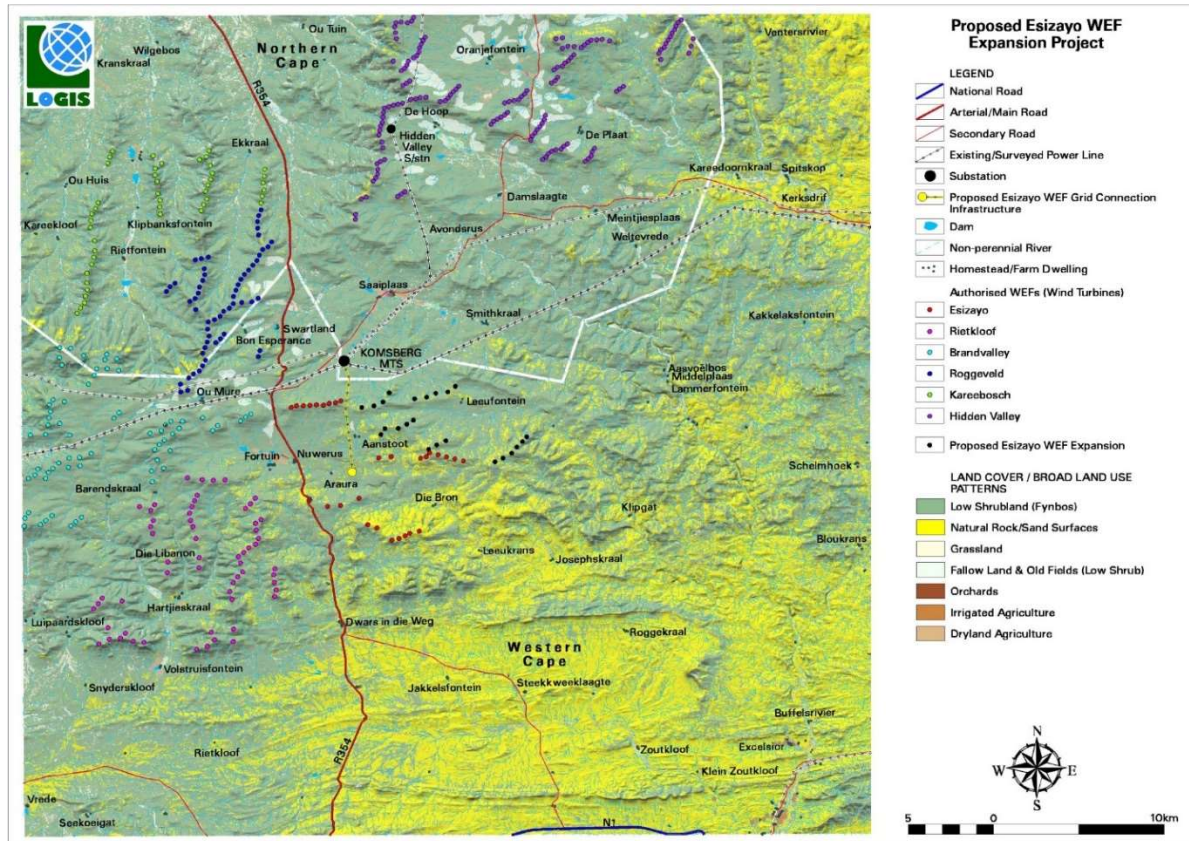 LOGIS
Ou Tuin
Ventersrivier
Wilgebos
Kranskraal
Northern
Cape
Oranjefontein
R354
De Hoop
Hidden
Valley
S/stn
De Plaat
Ekkraal
Ou Huis
Kareedoornkraal
Spitskop
Kareekloof
Klipbanksfontein
Damslaagte
Kerksdrif
Meintjiesplaas
Rietfontein
Avondsrus
Weltevrede
Saaiplaas
Smithkraal
Swartland
Bon Esperance
Kakkelaksfontein
KOMSBERG
MTS
Aasvoëlbos
Middelplaas
Lammerfontein
Ou Mure
Leeufontein
Aanstoot
Fortuin
Nuwerus
Schelmhoek
Barendskraal
Araura
Die Bron
Klipgat
Die Libanon
Leeukrans
Josephskraal
Bloukrans
Hartjieskraal
Luipaardskloof
Dwars in die Weg
Roggekraal
Western
Cape
Volstruisfontein
Snyderskloof
Jakkelsfontein
Steekkweeklaagte
Buffelsrivier
Rietkloof
R354
Zoutkloof
Excelsior
Klein Zoutkloof
Vrede
Seekoeigat
N1
Proposed Esizayo WEF
Expansion Project
LEGEND
National Road
Arterial/Main Road
Secondary Road
Existing/Surveyed Power Line
Substation
Proposed Esizayo WEF Grid Connection
Infrastructure
Dam
Non-perennial River
Homestead/Farm Dwelling
Authorised WEFs (Wind Turbines)
Esizayo
Rietkloof
Brandvalley
Roggeveld
Kareebosch
Hidden Valley
Proposed Esizayo WEF Expansion
LAND COVER / BROAD LAND USE
PATTERNS
Low Shrubland (Fynbos)
Natural Rock/Sand Surfaces
Grassland
Fallow Land & Old Fields (Low Shrub)
Orchards
Irrigated Agriculture
Dryland Agriculture
N
W E
S
5 0 10km